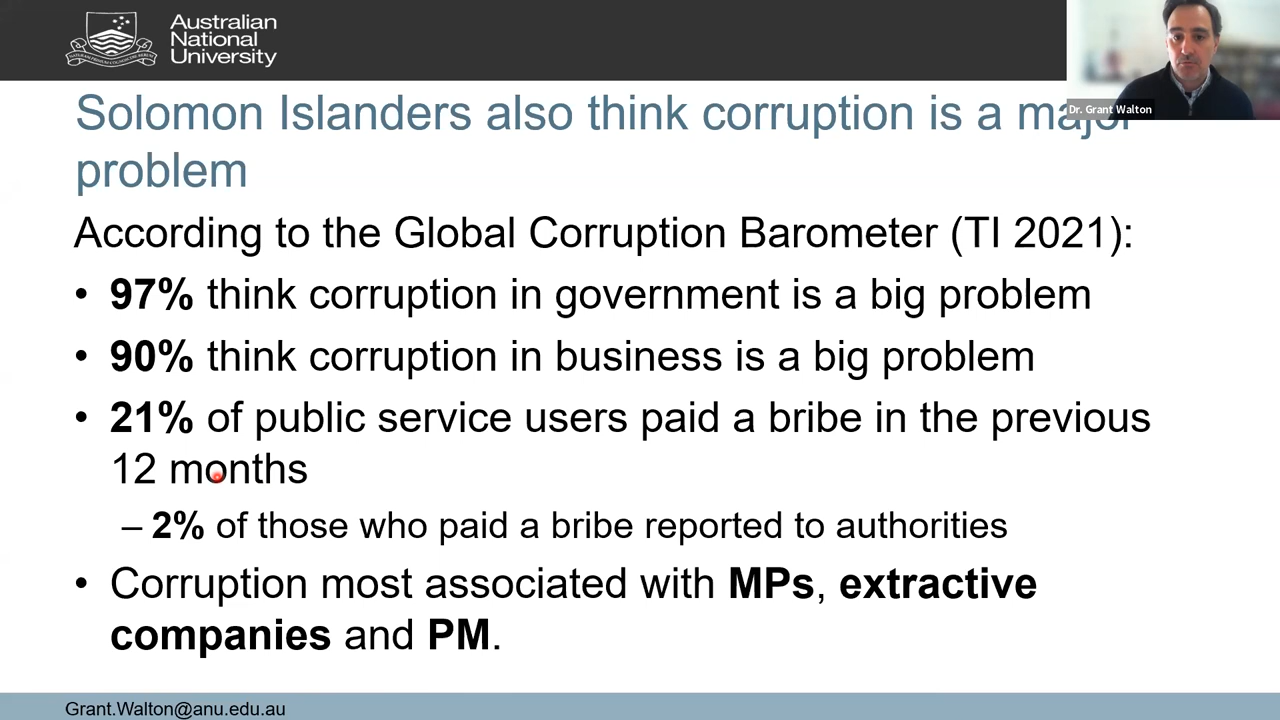 Australian
National
University
Dr. Grant Walton
Solomon Islanders also think corruption is a major
problem
According to the Global Corruption Barometer (TI 2021):
• 97% think corruption in government is a big problem
• 90% think corruption in business is a big problem
• 21% of public service users paid a bribe in the previous
12 months
– 2% of those who paid a bribe reported to authorities
• Corruption most associated with MPs, extractive
companies and PM.
Grant.Walton@anu.edu.au